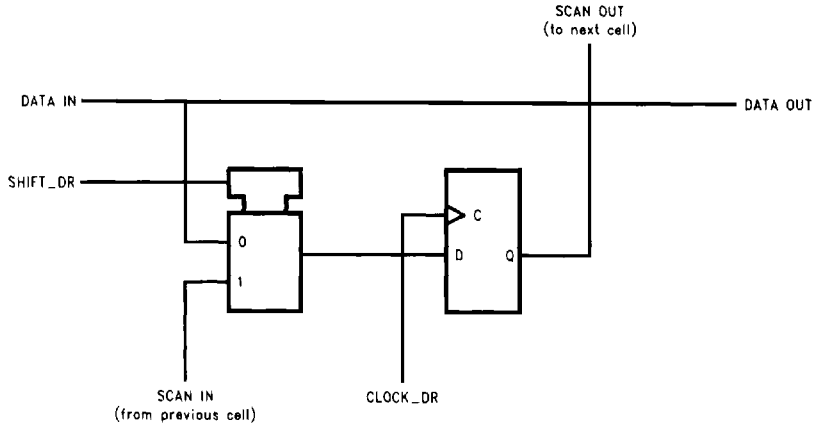 SCAN OUT
(to next cell)
DATA IN
DATA OUT
SHIFT_DR
0
1
C
D
Q
SCAN IN
(from previous cell)
CLOCK_DR